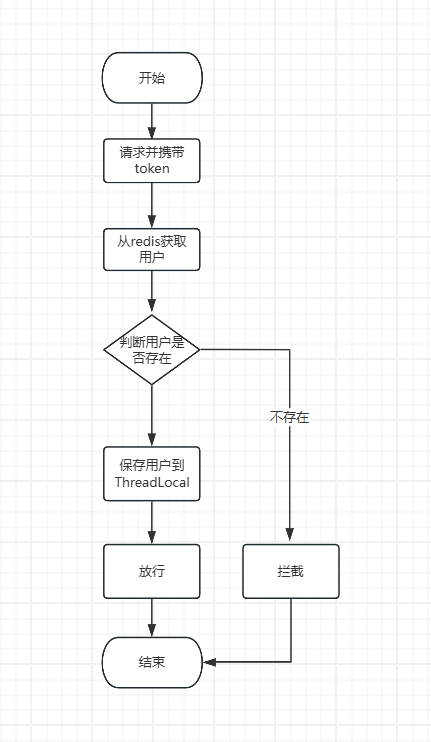 开始
请求并携带
token
从redis获取
用户
判断用户是
否存在
不存在
保存用户到
ThreadLocal
放行
拦截
结束